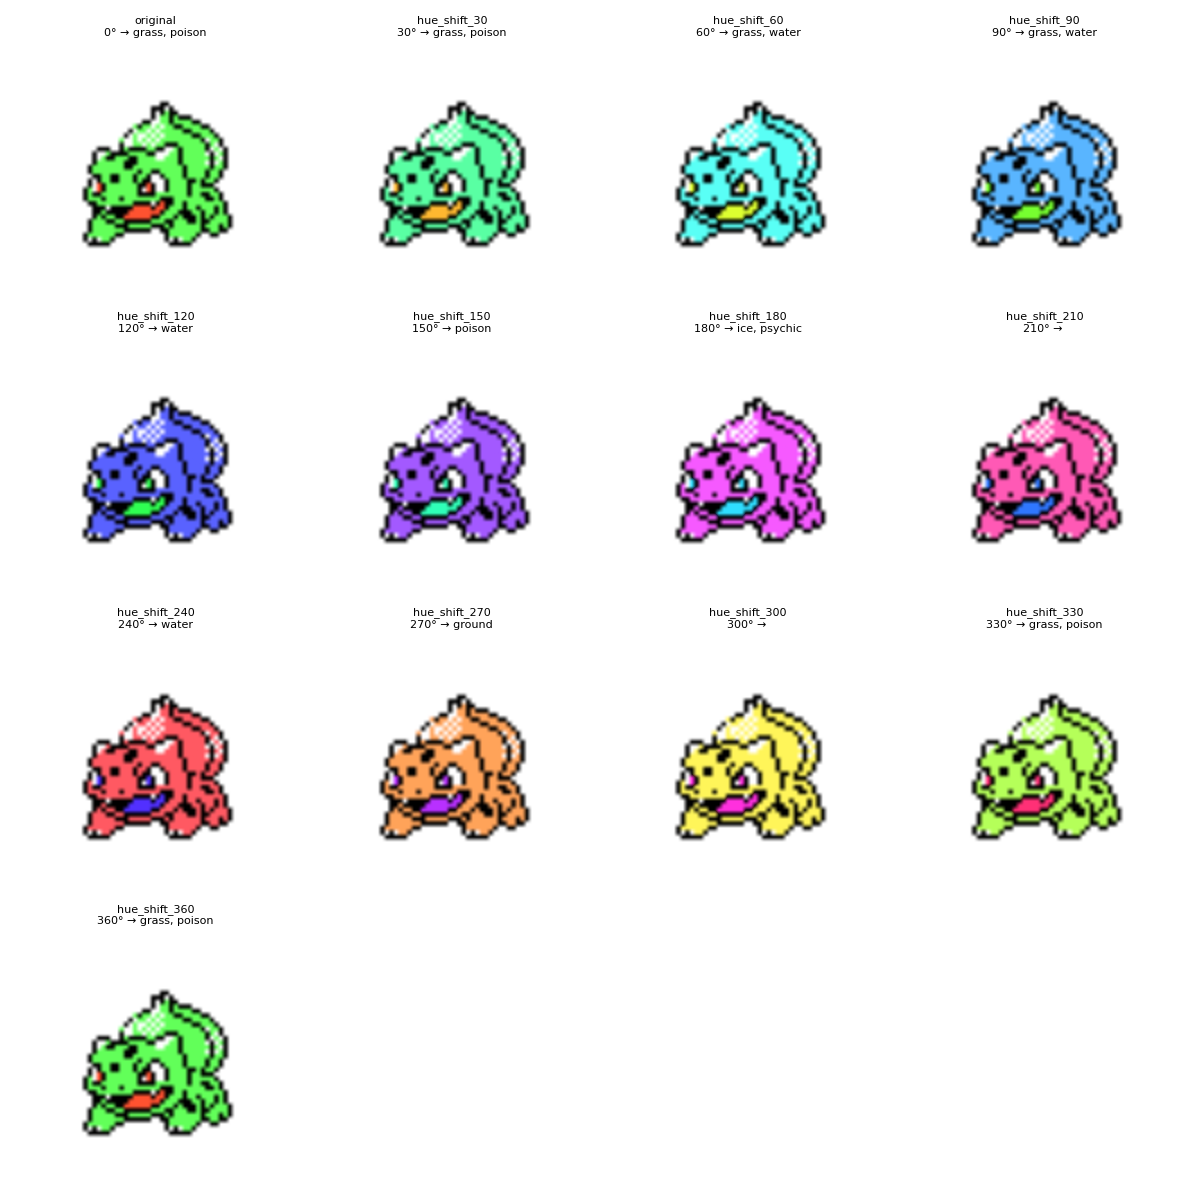 original
0° → grass, poison
hue_shift_30
30° → grass, poison
hue_shift_60
60° → grass, water
hue_shift_90
90° → grass, water
hue_shift_120
120° → water
hue_shift_150
150° → poison
hue_shift_180
180° → ice, psychic
hue_shift_210
210° →
hue_shift_240
240° → water
hue_shift_270
270° → ground
hue_shift_300
300° →
hue_shift_330
330° → grass, poison
hue_shift_360
360° → grass, poison